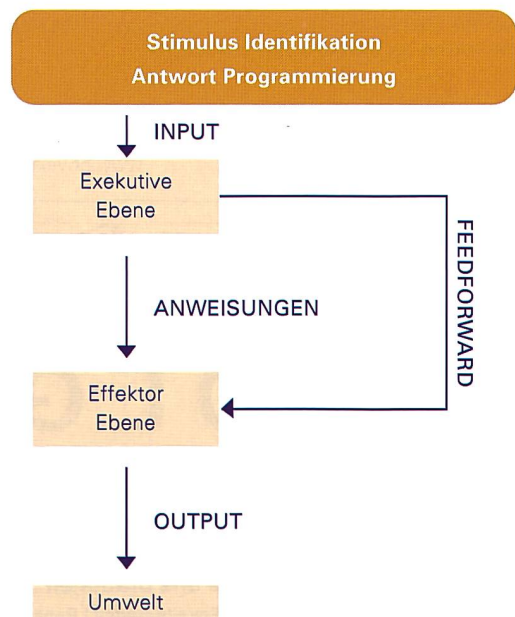 Stimulus Identifikation
Antwort Programmierung
INPUT
Exekutive
Ebene
FEEDFORWARD
ANWEISUNGEN
Effektor
Ebene
OUTPUT
Umwelt